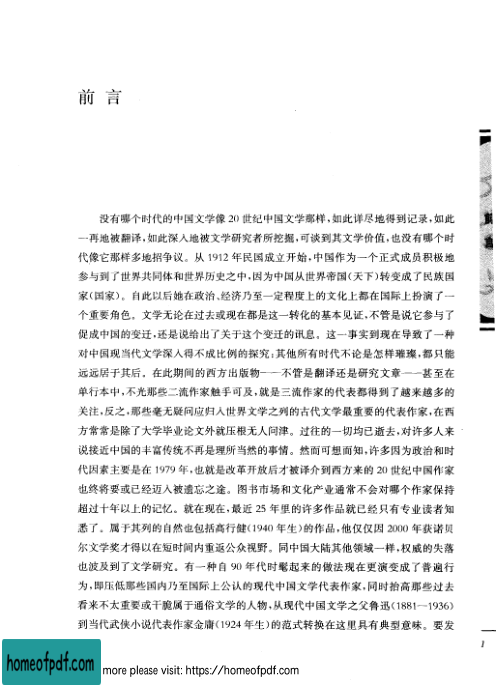 前言
没有哪个时代的中国文学像 20 世纪中国文学那样，如此详尽地得到记录，如此
一再地被翻译，如此深入地被文学研究者所挖掘，可谈到其文学价值，也没有哪个时
代像它那样多地招争议。从 1912 年民国成立开始，中国作为一个正式成员积极地
参与到了世界共同体和世界历史之中，因为中国从世界帝国(天下)转变成了民族国
家(国家)。自此以后她在政治、经济乃至一定程度上的文化上都在国际上扮演了一
个重要角色。文学无论在过去或现在都是这一转化的基本见证，不管是说它参与了
促成中国的变迁，还是说给出了关于这个变迁的讯息。这一事实到现在导致了一种
对中国现当代文学深入得不成比例的探究；其他所有时代不论是怎样璀璨，都只能
远远居于其后。在此期间的西方出版物——不管是翻译还是研究文章——甚至在
单行本中，不光那些二流作家触手可及，就是三流作家的代表都得到了越来越多的
关注，反之，那些毫无疑问应归入世界文学之列的古代文学最重要的代表作家，在西
方常常是除了大学毕业论文外就压根无人问津。过往的一切均已逝去，对许多人来
说接近中国的丰富传统不再是理所当然的事情。然而可想而知，许多因为政治和时
代因素主要是在 1979 年，也就是改革开放后才被译介到西方来的 20 世纪中国作家
也终将要或已经迈入被遗忘之途。图书市场和文化产业通常不会对哪个作家保持
超过十年以上的记忆。就在现在，最近 25 年里的许多作品就已经只有专业读者知
悉了。属于其列的自然也包括高行健(1940 年生)的作品，他仅仅因 2000 年获诺贝
尔文学奖才得以在短时间内重返公众视野。同中国大陆其他领域一样，权威的失落
也波及到了文学研究。有一种自 90 年代时髦起来的做法现在更演变成了普遍行
为，即压低那些国内乃至国际上公认的现代中国文学代表作家，同时抬高那些过去
看来不太重要或干脆属于通俗文学的人物，从现代中国文学之父鲁迅(1881—1936)
到当代武侠小说代表作家金庸(1924 年生)的范式转换在这里具有典型意味。要发
1
homeofpdf.com
more please visit: https://homeofpdf.com